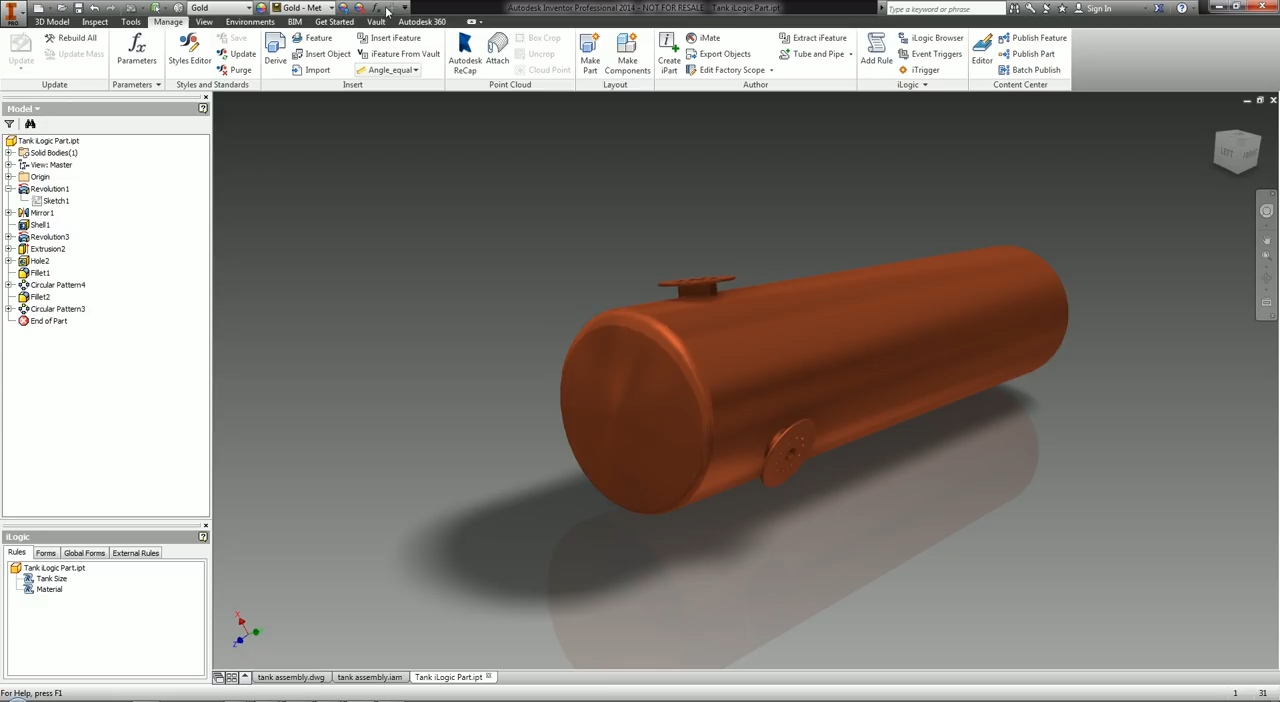 Gold
Gold - Met
Autodesk Inventor Professional 2014 - NOT FOR RESALE - Tank iLogic Part.ipt
Type a keyword or phrase
Sign In
PRO
3D Model
Inspect
Tools
Manage
View
Environments
BIM
Get Started
Vault
Autodesk 360
Update
Rebuild All
Update Mass
Update
Parameters
Parameters
Styles Editor
Save
Update
Purge
Styles and Standards
Derive
Feature
Insert Object
Import
Insert iFeature
iFeature From Vault
Angle_equal
Insert
Autodesk ReCap
Attach
Box Crop
Uncrop
Cloud Point
Point Cloud
Make Part
Make Components
Layout
Create iPart
iMate
Export Objects
Edit Factory Scope
Extract iFeature
Tube and Pipe
Author
Add Rule
iLogic Browser
Event Triggers
iTrigger
iLogic
Editor
Publish Feature
Publish Part
Batch Publish
Content Center
Model
Tank iLogic Part.ipt
Solid Bodies(1)
View: Master
Origin
Revolution1
Sketch1
Mirror1
Shell1
Revolution3
Extrusion2
Hole2
Fillet1
Circular Pattern4
Fillet2
Circular Pattern3
End of Part
LEFT
FRONT
iLogic
Rules
Forms
Global Forms
External Rules
Tank iLogic Part.ipt
Tank Size
Material
X
Z
tank assembly.dwg
tank assembly.iam
Tank iLogic Part.ipt
For Help, press F1
1
31